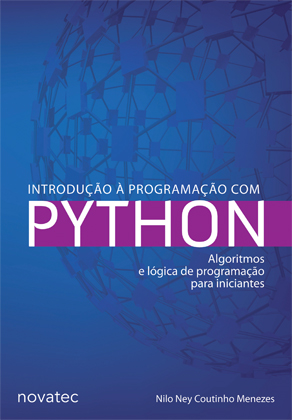 INTRODUÇÃO À PROGRAMAÇÃO COM
PYTHON
Algoritmos
e lógica de programação
para iniciantes
novatec
Nilo Ney Coutinho Menezes